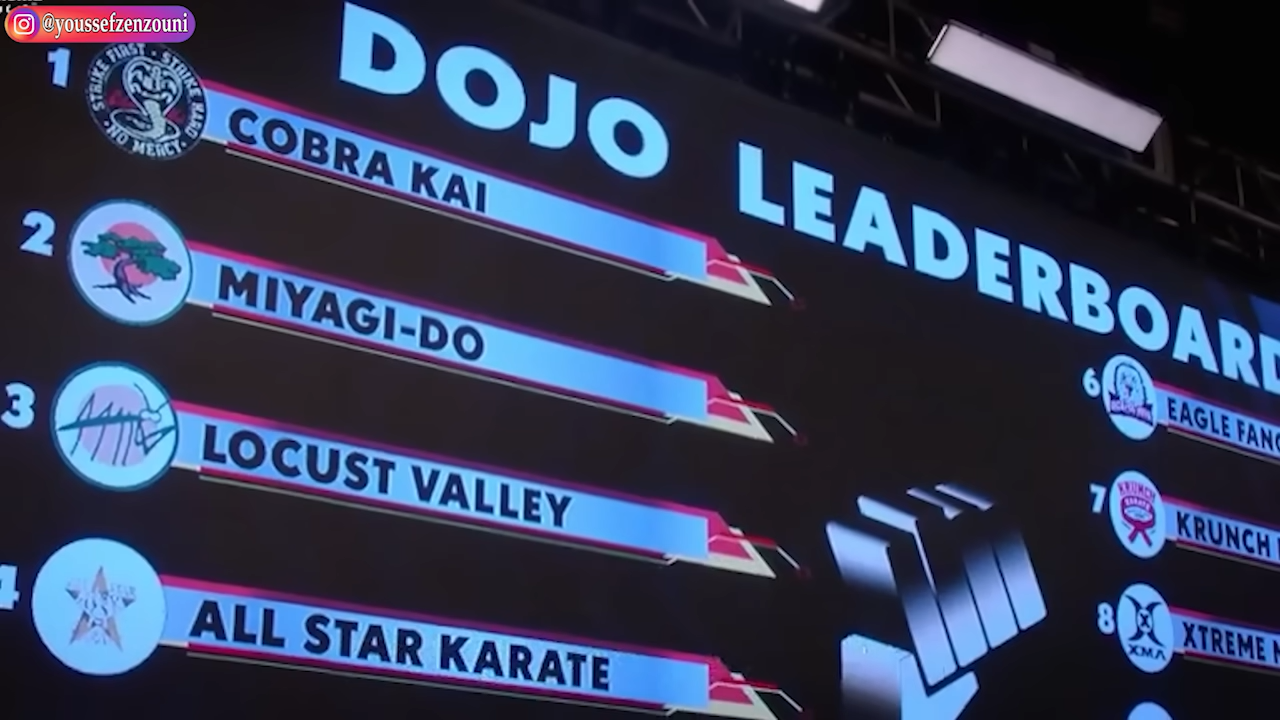 @youssefzenzouni
DOJO LEADERBOARD
1 STRIKE FIRST • STRIKE HARD • NO MERCY • COBRA KAI
2 MIYAGI-DO
3 LOCUST VALLEY
4 ALL STAR KARATE
6 EAGLE FANG
7 KRUNCH
8 XMA XTREME